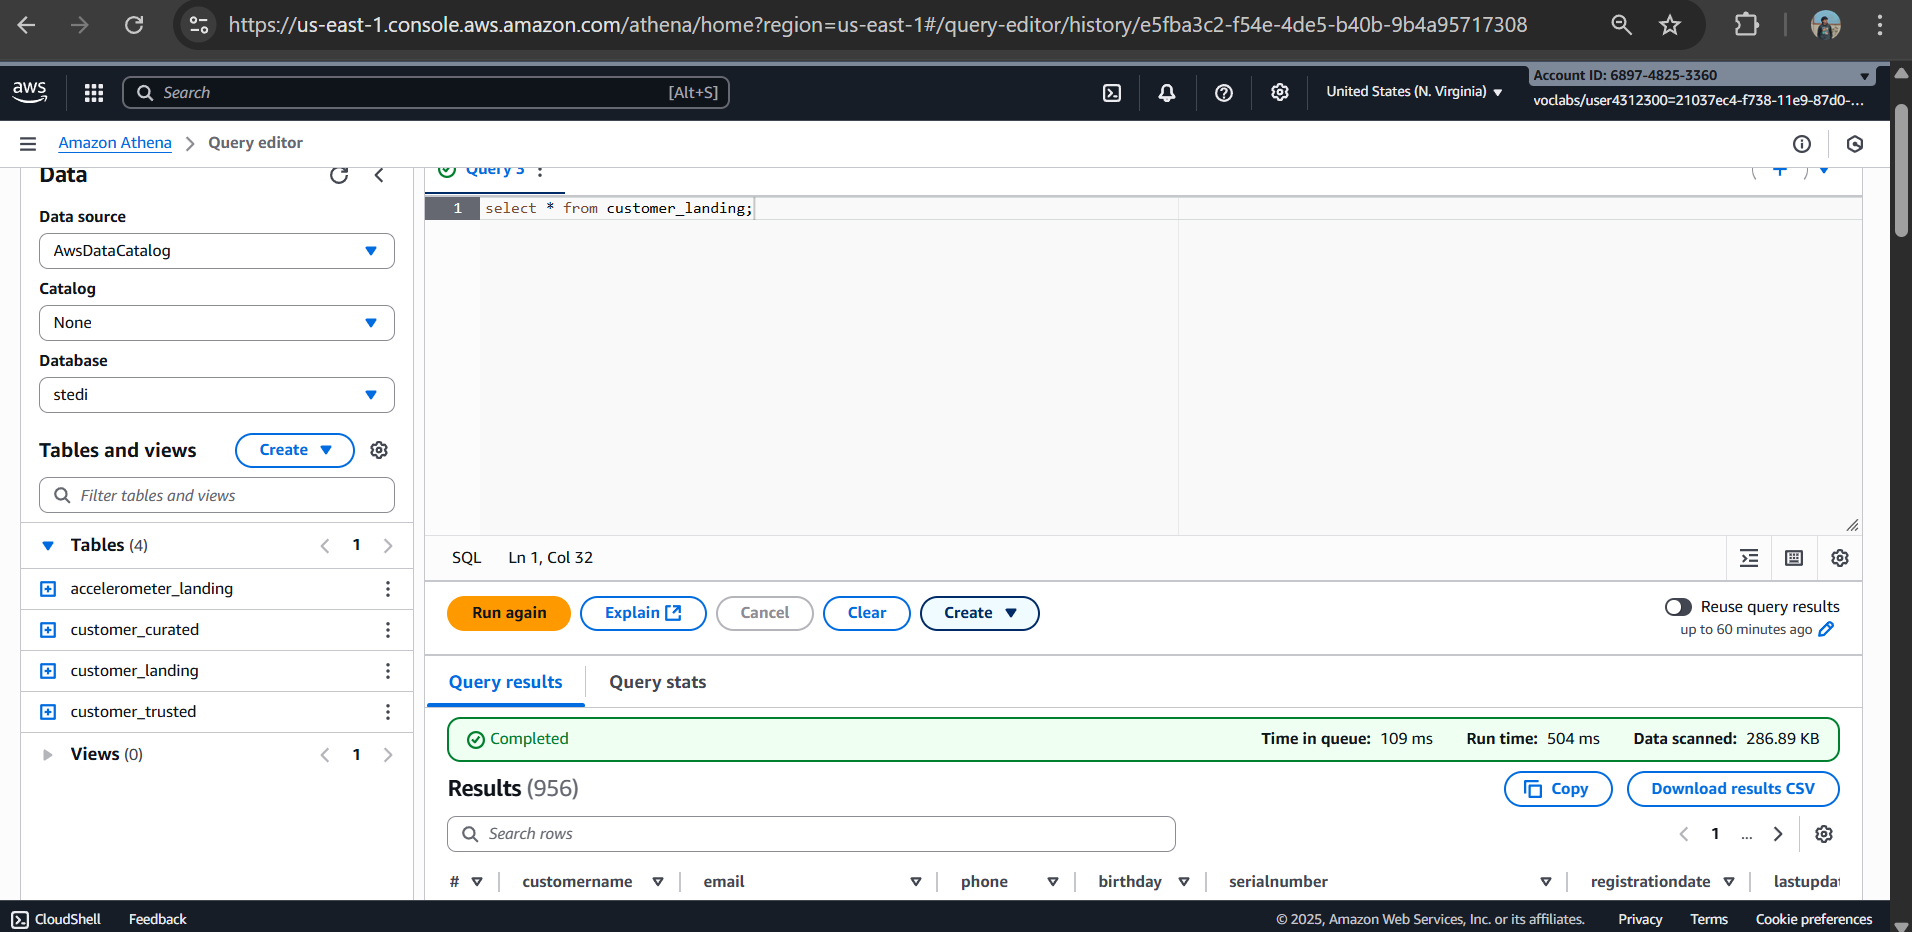 https://us-east-1.console.aws.amazon.com/athena/home?region=us-east-1#/query-editor/history/e5fba3c2-f54e-4de5-b40b-9b4a95717308
aws
Search
[Alt+S]
United States (N. Virginia)
Account ID: 6897-4825-3360
voclabs/user4312300=21037ec4-f738-11e9-87d0-...
Amazon Athena
Query editor
Data
Data source
AwsDataCatalog
Catalog
None
Database
stedi
Tables and views
Create
Filter tables and views
Tables (4)
1
accelerometer_landing
customer_curated
customer_landing
customer_trusted
Views (0)
1
Query 3
1
select * from customer_landing;
SQL
Ln 1, Col 32
Run again
Explain
Cancel
Clear
Create
Reuse query results
up to 60 minutes ago
Query results
Query stats
Completed
Time in queue: 109 ms
Run time: 504 ms
Data scanned: 286.89 KB
Results (956)
Copy
Download results CSV
Search rows
1
...
#
customername
email
phone
birthday
serialnumber
registrationdate
lastupdat
CloudShell
Feedback
© 2025, Amazon Web Services, Inc. or its affiliates.
Privacy
Terms
Cookie preferences